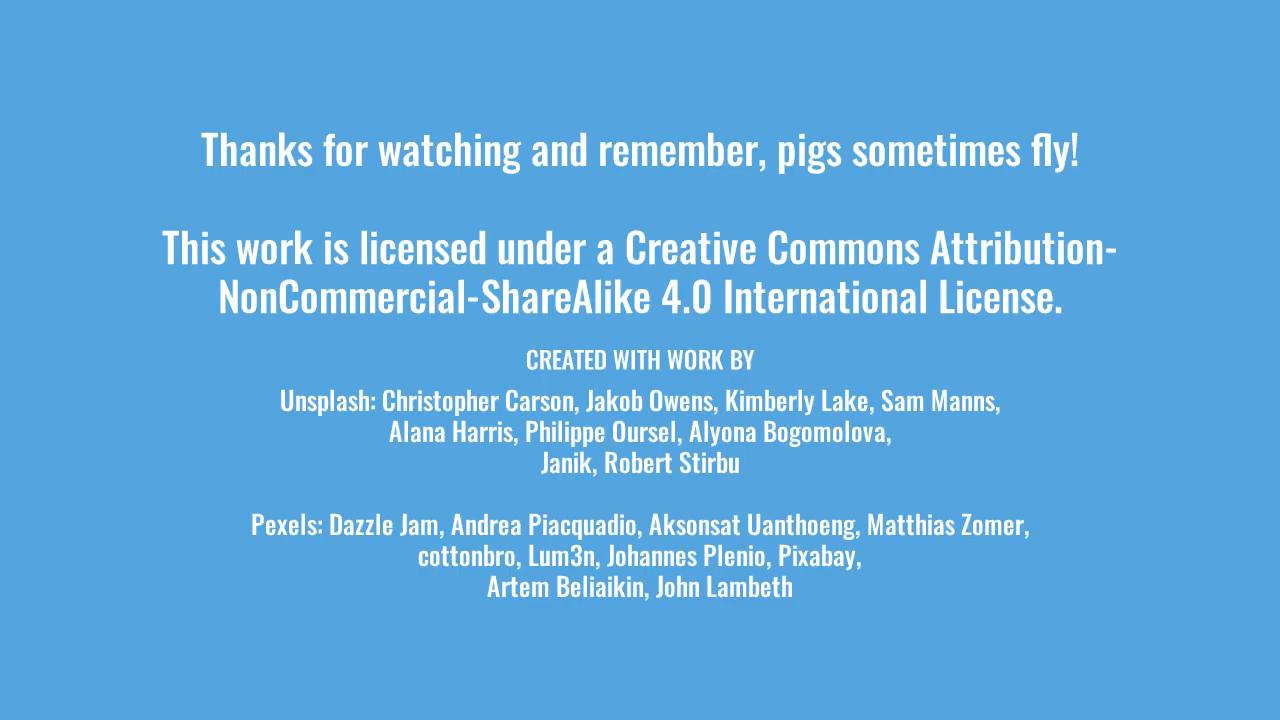 Thanks for watching and remember, pigs sometimes fly!
This work is licensed under a Creative Commons Attribution-
NonCommercial-ShareAlike 4.0 International License.
CREATED WITH WORK BY
Unsplash: Christopher Carson, Jakob Owens, Kimberly Lake, Sam Manns,
Alana Harris, Philippe Oursel, Alyona Bogomolova,
Janik, Robert Stirbu
Pexels: Dazzle Jam, Andrea Piacquadio, Aksonsat Uanthoeng, Matthias Zomer,
cottonbro, Lum3n, Johannes Plenio, Pixabay,
Artem Beliaikin, John Lambeth